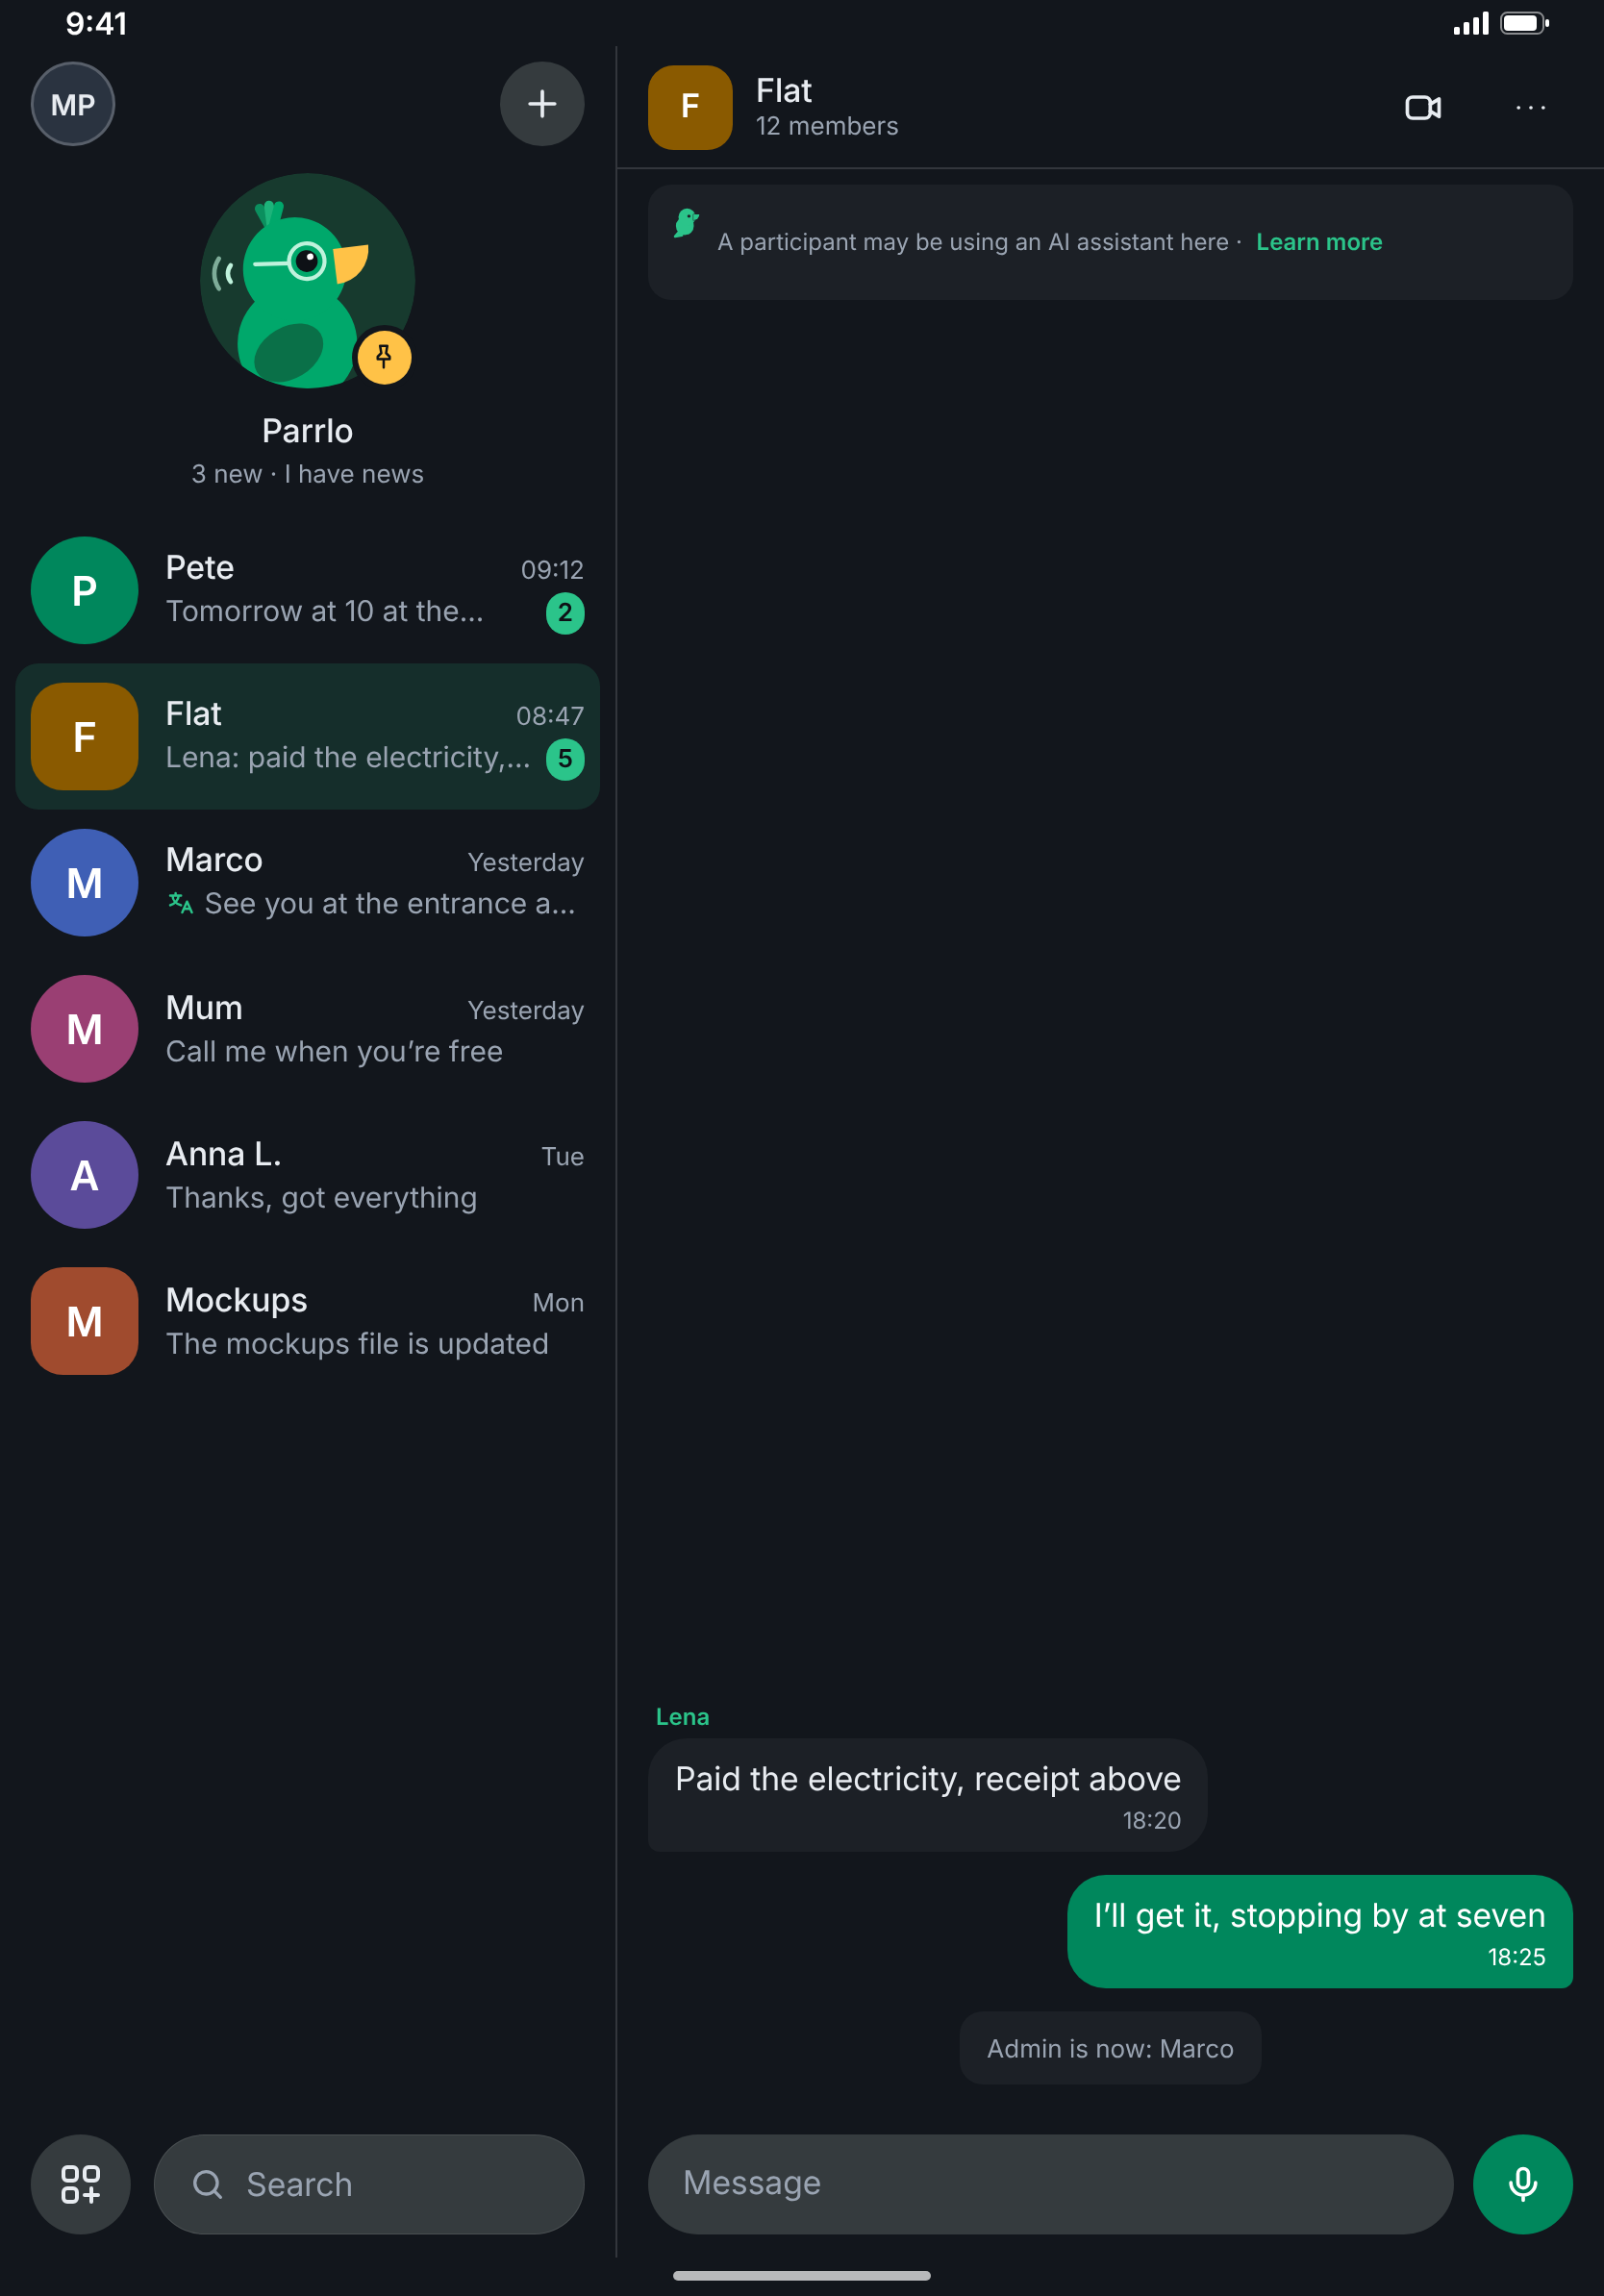 9:41
MP
Parrlo
3 new · I have news
P
Pete
09:12
Tomorrow at 10 at the...
2
F
Flat
08:47
Lena: paid the electricity,...
5
M
Marco
Yesterday
See you at the entrance a...
M
Mum
Yesterday
Call me when you’re free
A
Anna L.
Tue
Thanks, got everything
M
Mockups
Mon
The mockups file is updated
Search
F
Flat
12 members
A participant may be using an AI assistant here · Learn more
Lena
Paid the electricity, receipt above
18:20
I’ll get it, stopping by at seven
18:25
Admin is now: Marco
Message